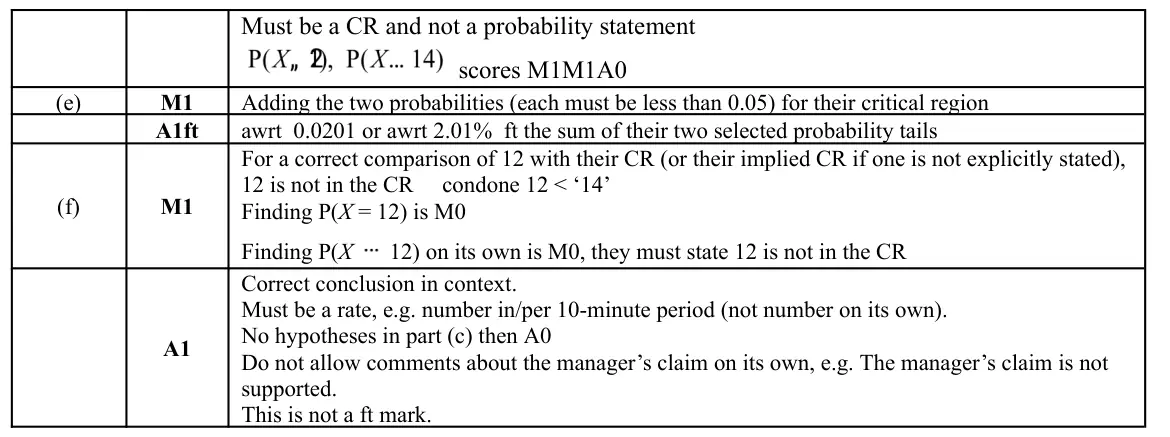 Must be a CR and not a probability statement
P(X„ 2), P(X... 14) scores M1M1A0
(e) M1 Adding the two probabilities (each must be less than 0.05) for their critical region
A1ft awrt 0.0201 or awrt 2.01% ft the sum of their two selected probability tails
For a correct comparison of 12 with their CR (or their implied CR if one is not explicitly stated),
12 is not in the CR condone 12 < ‘14’
(f) M1 Finding P(X = 12) is M0
Finding P(X ··· 12) on its own is M0, they must state 12 is not in the CR
Correct conclusion in context.
Must be a rate, e.g. number in/per 10-minute period (not number on its own).
No hypotheses in part (c) then A0
A1 Do not allow comments about the manager’s claim on its own, e.g. The manager’s claim is not
supported.
This is not a ft mark.